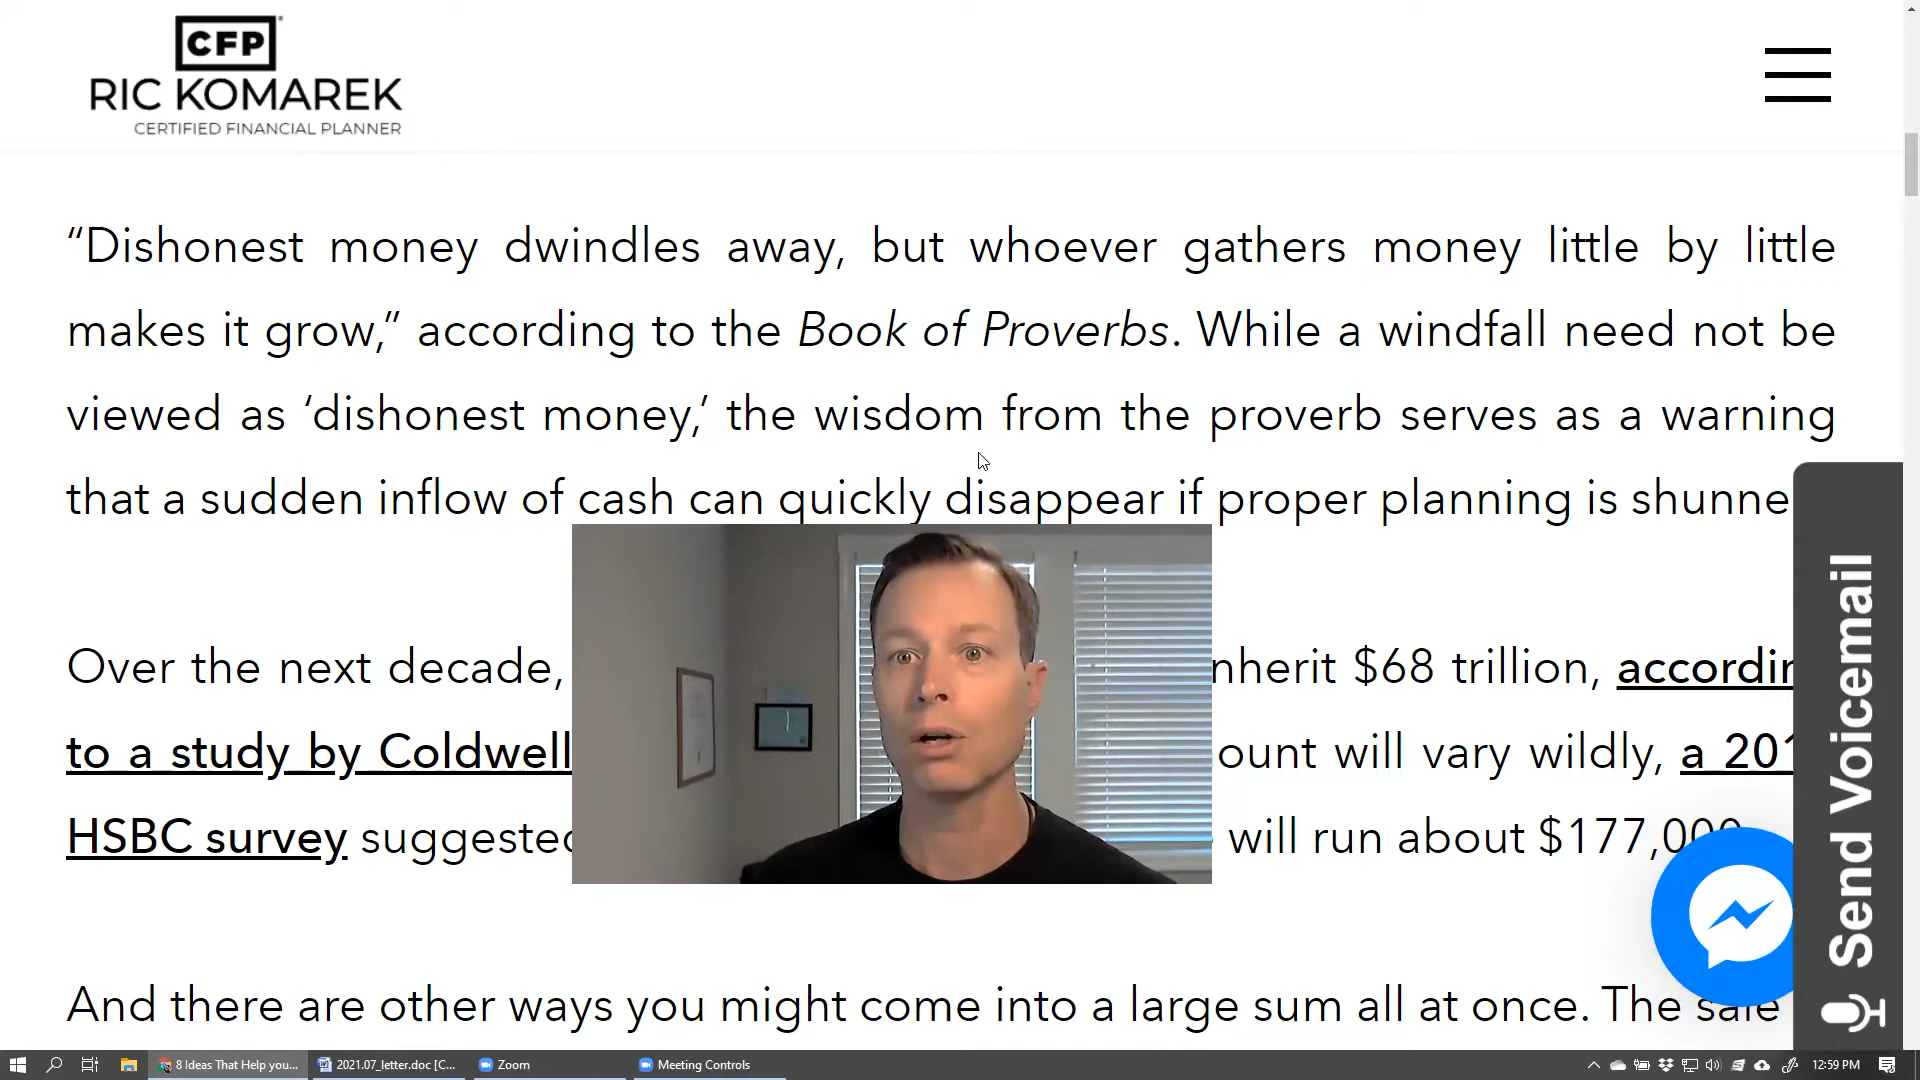 CFP®
RIC KOMAREK
CERTIFIED FINANCIAL PLANNER
“Dishonest money dwindles away, but whoever gathers money little by little
makes it grow,” according to the Book of Proverbs. While a windfall need not be
viewed as ‘dishonest money,’ the wisdom from the proverb serves as a warning
that a sudden inflow of cash can quickly disappear if proper planning is shunne
Over the next decade, nherit $68 trillion, accordin
to a study by Coldwell ount will vary wildly, a 201
HSBC survey suggested will run about $177,000
And there are other ways you might come into a large sum all at once. The sale
Send Voicemail
8 Ideas That Help you...
2021.07_letter.doc [C...
Zoom
Meeting Controls
12:59 PM